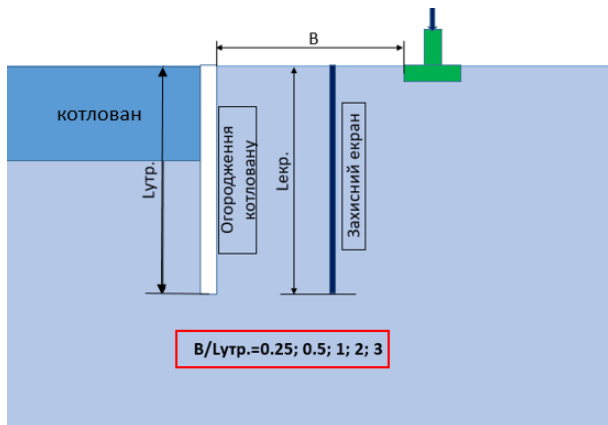 B
котлован
Lутр.
Огородження
котловану
Lекр.
Захисний екран
B/Lутр.=0.25; 0.5; 1; 2; 3